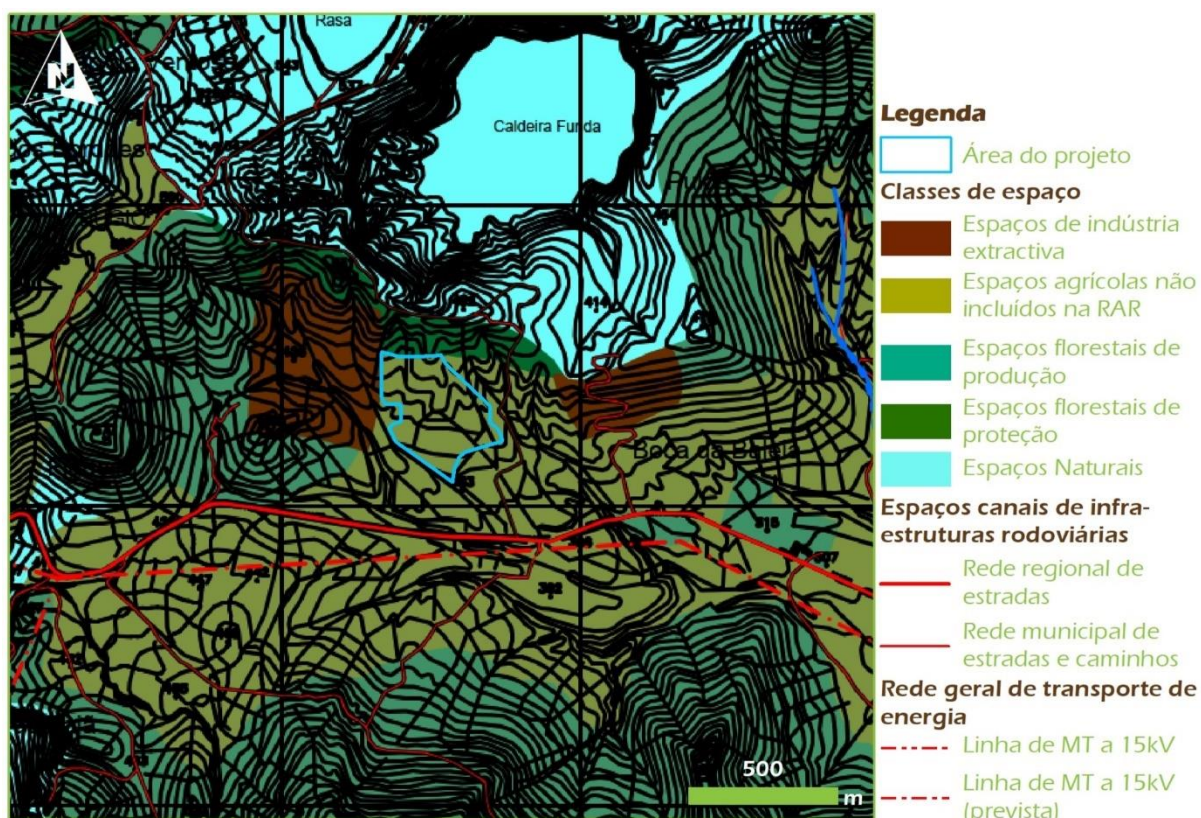 Rasa
N
Caldeira Funda
414
Boca da Baleia
500
m
Legenda
Área do projeto
Classes de espaço
Espaços de indústria
extractiva
Espaços agrícolas não
incluídos na RAR
Espaços florestais de
produção
Espaços florestais de
proteção
Espaços Naturais
Espaços canais de infra-
estruturas rodoviárias
Rede regional de
estradas
Rede municipal de
estradas e caminhos
Rede geral de transporte de
energia
Linha de MT a 15kV
Linha de MT a 15kV
(prevista)